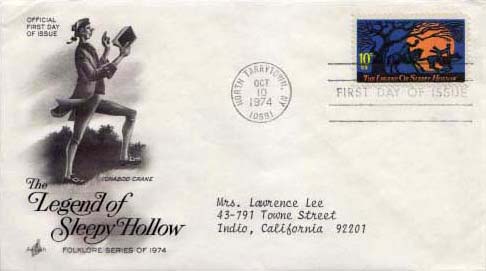 OFFICIAL
FIRST DAY
OF ISSUE
ICHABOD CRANE
The
Legend of
Sleepy Hollow
ArtCraft
FOLKLORE SERIES OF 1974
NORTH TARRYTOWN, NY
OCT
10
1974
10591
10c
U.S.
THE LEGEND OF SLEEPY HOLLOW
FIRST DAY OF ISSUE
Mrs. Lawrence Lee
43-791 Towne Street
Indio, California 92201